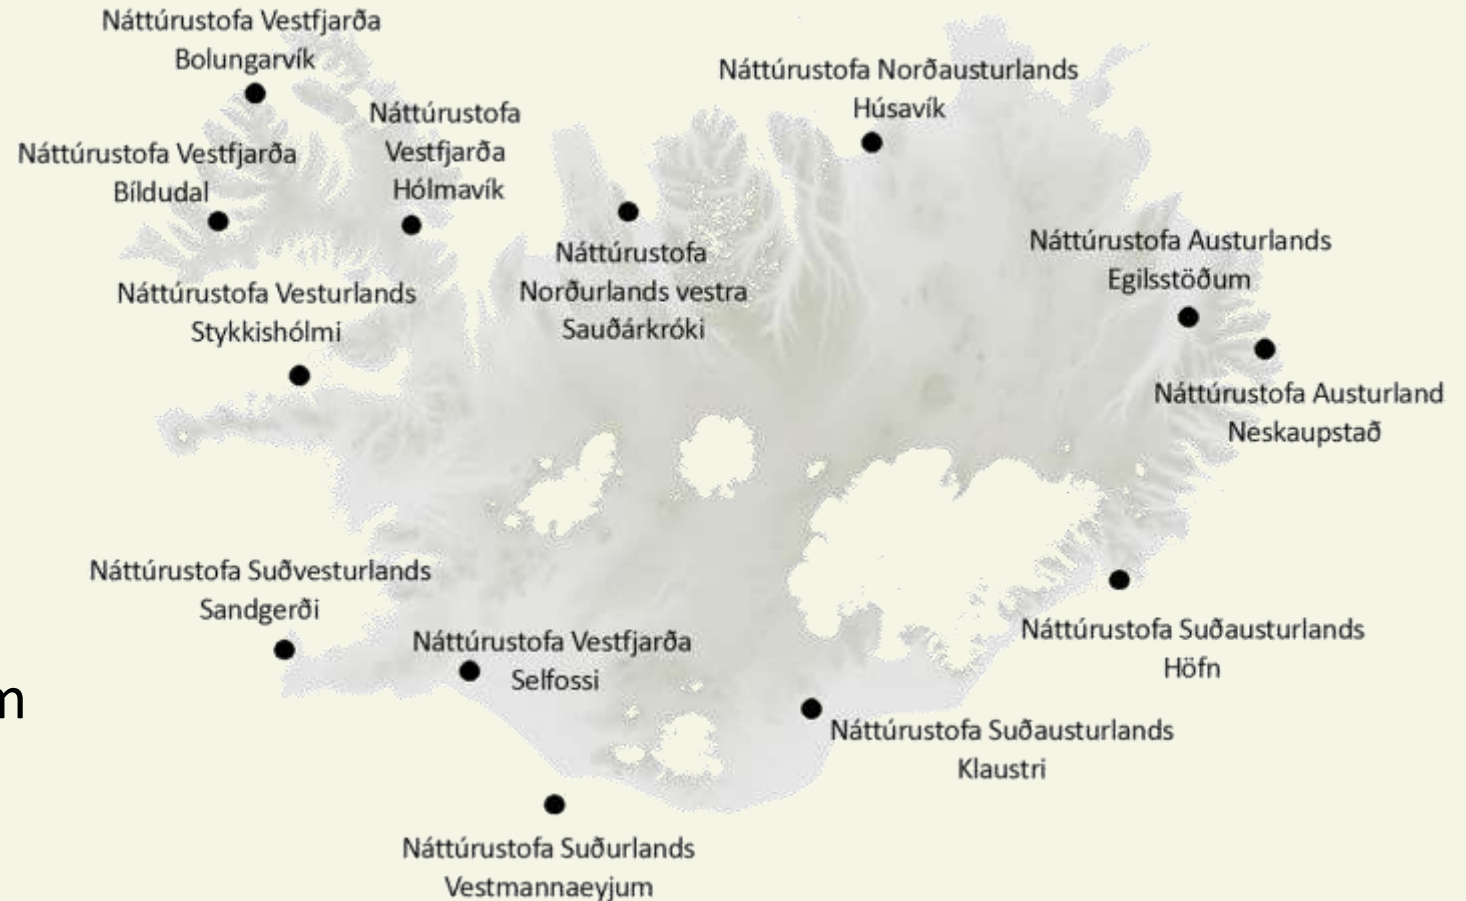 Náttúrustofa Vestfjarða
Bolungarvík
Náttúrustofa Norðausturlands
Húsavík
Náttúrustofa
Vestfjarða
Hólmavík
Náttúrustofa Vestfjarða
Bíldudal
Náttúrustofa Austurlands
Egilsstöðum
Náttúrustofa
Norðurlands vestra
Sauðárkróki
Náttúrustofa Vesturlands
Stykkishólmi
Náttúrustofa Austurland
Neskaupstað
Náttúrustofa Suðvesturlands
Sandgerði
Náttúrustofa Vestfjarða
Selfossi
Náttúrustofa Suðausturlands
Höfn
Náttúrustofa Suðausturlands
Klaustri
Náttúrustofa Suðurlands
Vestmannaeyjum